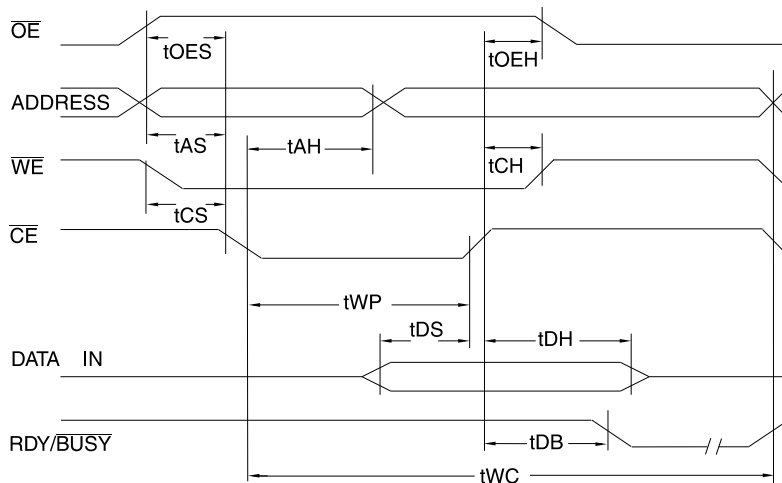 OE
tOES
tOEH
ADDRESS
tAS
tAH
WE
tCH
tCS
CE
tWP
tDS
tDH
DATA IN
RDY/BUSY
tDB
tWC